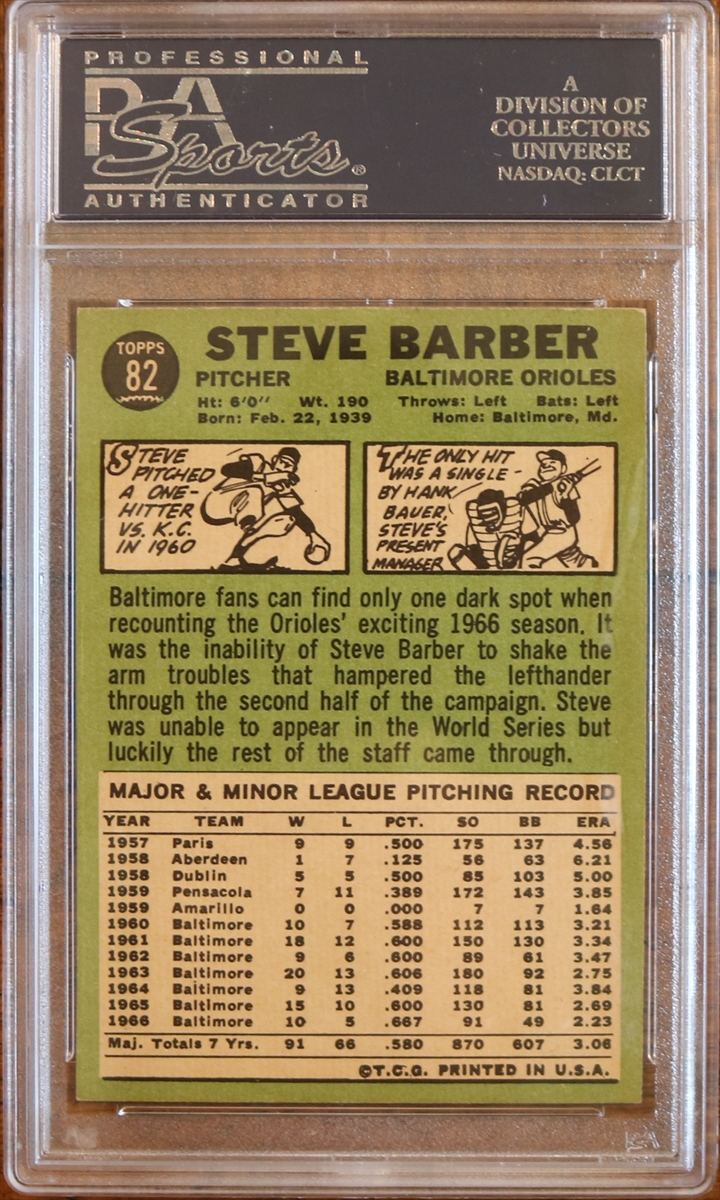 PROFESSIONAL
PSA
Sports®
AUTHENTICATOR
A
DIVISION OF
COLLECTORS
UNIVERSE
NASDAQ: CLCT
TOPPS
82
STEVE BARBER
PITCHER BALTIMORE ORIOLES
Ht: 6'0" Wt. 190 Throws: Left Bats: Left
Born: Feb. 22, 1939 Home: Baltimore, Md.
STEVE
PITCHED
A ONE-
HITTER
VS. K.C.
IN 1960
THE ONLY HIT
WAS A SINGLE -
BY HANK
BAUER,
STEVE'S
PRESENT
MANAGER
Baltimore fans can find only one dark spot when
recounting the Orioles' exciting 1966 season. It
was the inability of Steve Barber to shake the
arm troubles that hampered the lefthander
through the second half of the campaign. Steve
was unable to appear in the World Series but
luckily the rest of the staff came through.
MAJOR & MINOR LEAGUE PITCHING RECORD
YEAR TEAM W L PCT. SO BB ERA
1957 Paris 9 9 .500 175 137 4.56
1958 Aberdeen 1 7 .125 56 63 6.21
1958 Dublin 5 5 .500 85 103 5.00
1959 Pensacola 7 11 .389 172 143 3.85
1959 Amarillo 0 0 .000 7 7 1.64
1960 Baltimore 10 7 .588 112 113 3.21
1961 Baltimore 18 12 .600 150 130 3.34
1962 Baltimore 9 6 .600 89 61 3.47
1963 Baltimore 20 13 .606 180 92 2.75
1964 Baltimore 9 13 .409 118 81 3.84
1965 Baltimore 15 10 .600 130 81 2.69
1966 Baltimore 10 5 .667 91 49 2.23
Maj. Totals 7 Yrs. 91 66 .580 870 607 3.06
©T.C.G. PRINTED IN U.S.A.